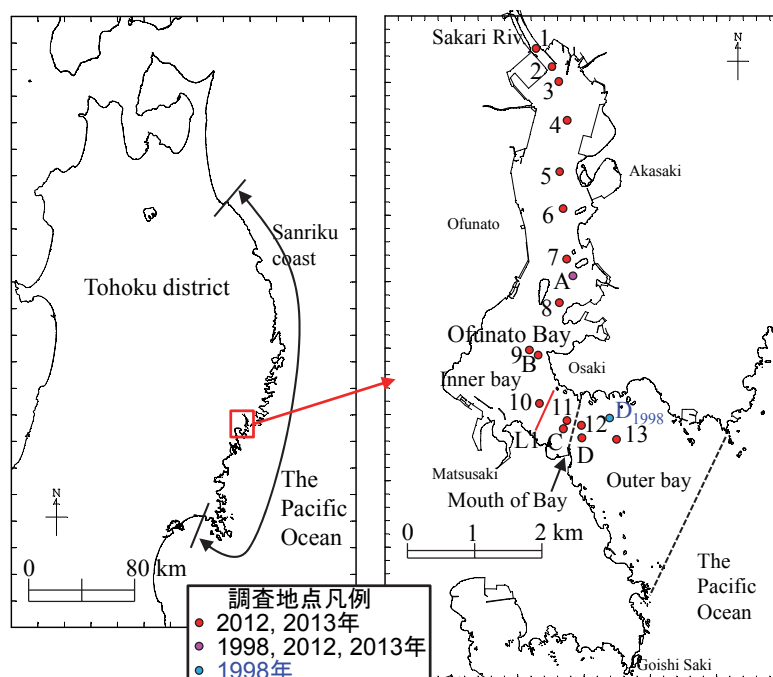 N
Sanriku
coast
Tohoku district
The
Pacific
Ocean
N
0 80 km
Sakari Riv.
1
2
3
4
5
Akasaki
6
Ofunato
7
A
8
Ofunato Bay
9
B
Osaki
Inner bay
10
11
D1998
12
L1
C
D
13
Matsusaki
Mouth of Bay
Outer bay
0 2 km
The
Pacific
Ocean
Goishi Saki
調査地点凡例
2012, 2013年
1998, 2012, 2013年
1998年